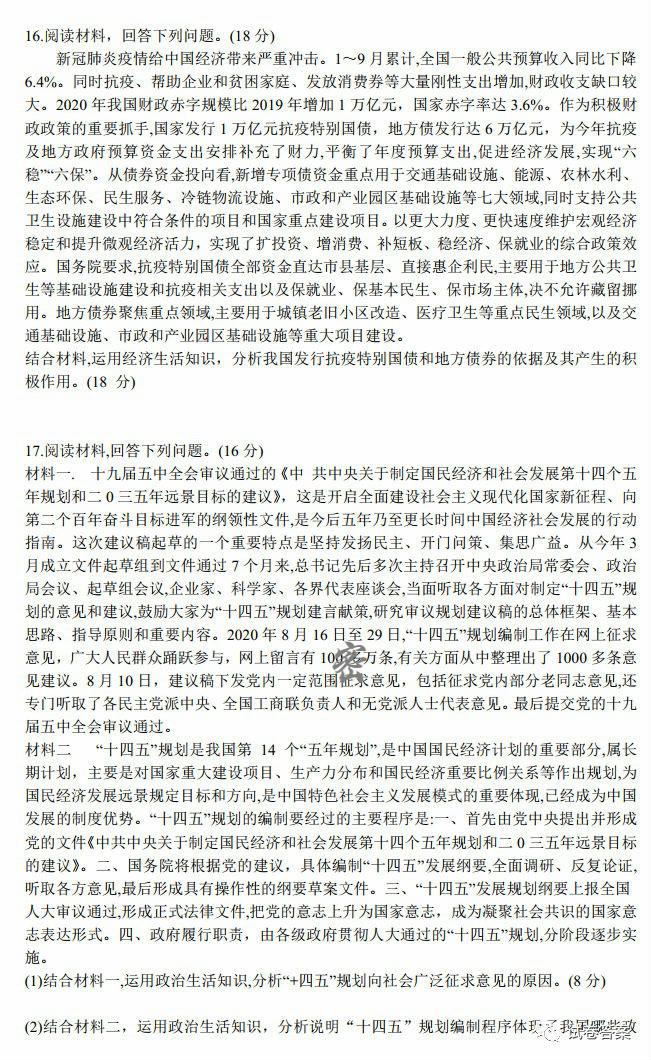 16.阅读材料，回答下列问题。(18 分)
新冠肺炎疫情给中国经济带来严重冲击。1～9 月累计,全国一般公共预算收入同比下降
6.4%。同时抗疫、帮助企业和贫困家庭、发放消费券等大量刚性支出增加,财政收支缺口较
大。2020 年我国财政赤字规模比 2019 年增加 1 万亿元，国家赤字率达 3.6%。作为积极财
政政策的重要抓手,国家发行 1 万亿元抗疫特别国债，地方债发行达 6 万亿元，为今年抗疫
及地方政府预算资金支出安排补充了财力,平衡了年度预算支出,促进经济发展,实现“六
稳”“六保”。从债券资金投向看,新增专项债资金重点用于交通基础设施、能源、农林水利、
生态环保、民生服务、冷链物流设施、市政和产业园区基础设施等七大领域,同时支持公共
卫生设施建设中符合条件的项目和国家重点建设项目。以更大力度、更快速度维护宏观经济
稳定和提升微观经济活力，实现了扩投资、增消费、补短板、稳经济、保就业的综合政策效
应。国务院要求,抗疫特别国债全部资金直达市县基层、直接惠企利民,主要用于地方公共卫
生等基础设施建设和抗疫相关支出以及保就业、保基本民生、保市场主体,决不允许藏留挪
用。地方债券聚焦重点领域,主要用于城镇老旧小区改造、医疗卫生等重点民生领域,以及交
通基础设施、市政和产业园区基础设施等重大项目建设。
结合材料,运用经济生活知识，分析我国发行抗疫特别国债和地方债券的依据及其产生的积
极作用。(18 分)
17.阅读材料,回答下列问题。(16 分)
材料一. 十九届五中全会审议通过的《中 共中央关于制定国民经济和社会发展第十四个五
年规划和二０三五年远景目标的建议》，这是开启全面建设社会主义现代化国家新征程、向
第二个百年奋斗目标进军的纲领性文件,是今后五年乃至更长时间中国经济社会发展的行动
指南。这次建议稿起草的一个重要特点是坚持发扬民主、开门问策、集思广益。从今年 3
月成立文件起草组到文件通过 7 个月来,总书记先后多次主持召开中央政治局常委会、政治
局会议、起草组会议,企业家、科学家、各界代表座谈会,当面听取各方面对制定“十四五”规
划的意见和建议,鼓励大家为“十四五”规划建言献策,研究审议规划建议稿的总体框架、基本
思路、指导原则和重要内容。2020 年 8 月 16 日至 29 日,“十四五”规划编制工作在网上征求
意见，广大人民群众踊跃参与，网上留言有 100 多万条,有关方面从中整理出了 1000 多条意
见建议。8 月 10 日，建议稿下发党内一定范围征求意见，包括征求党内部分老同志意见,还
专门听取了各民主党派中央、全国工商联负责人和无党派人士代表意见。最后提交党的十九
届五中全会审议通过。
材料二 “十四五”规划是我国第 14 个“五年规划”,是中国国民经济计划的重要部分,属长
期计划，主要是对国家重大建设项目、生产力分布和国民经济重要比例关系等作出规划,为
国民经济发展远景规定目标和方向,是中国特色社会主义发展模式的重要体现,已经成为中国
发展的制度优势。“十四五”规划的编制要经过的主要程序是:一、首先由党中央提出并形成
党的文件《中共中央关于制定国民经济和社会发展第十四个五年规划和二０三五年远景目标
的建议》。二、国务院将根据党的建议，具体编制“十四五”发展纲要,全面调研、反复论证,
听取各方意见,最后形成具有操作性的纲要草案文件。三、“十四五”发展规划纲要上报全国
人大审议通过,形成正式法律文件,把党的意志上升为国家意志，成为凝聚社会共识的国家意
志表达形式。四、政府履行职责，由各级政府贯彻人大通过的“十四五”规划,分阶段逐步实
施。
(1)结合材料一,运用政治生活知识,分析“+四五”规划向社会广泛征求意见的原因。(8 分)
(2)结合材料二，运用政治生活知识，分析说明“十四五”规划编制程序体现了我国哪些政
密
试卷答案